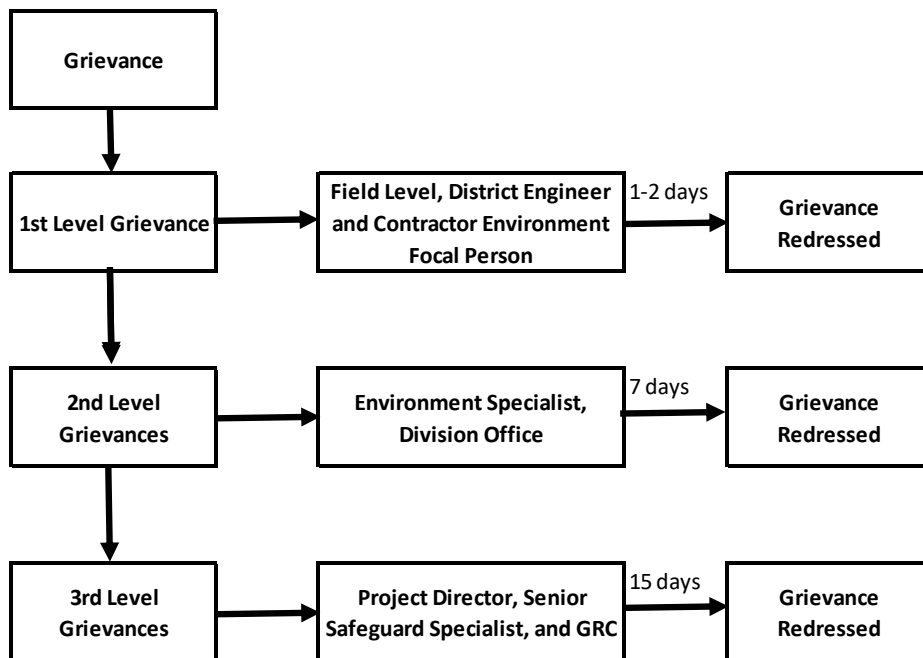 Grievance
1st Level Grievance
Field Level, District Engineer
and Contractor Environment
Focal Person
1-2 days
Grievance
Redressed
2nd Level
Grievances
Environment Specialist,
Division Office
7 days
Grievance
Redressed
3rd Level
Grievances
Project Director, Senior
Safeguard Specialist, and GRC
15 days
Grievance
Redressed